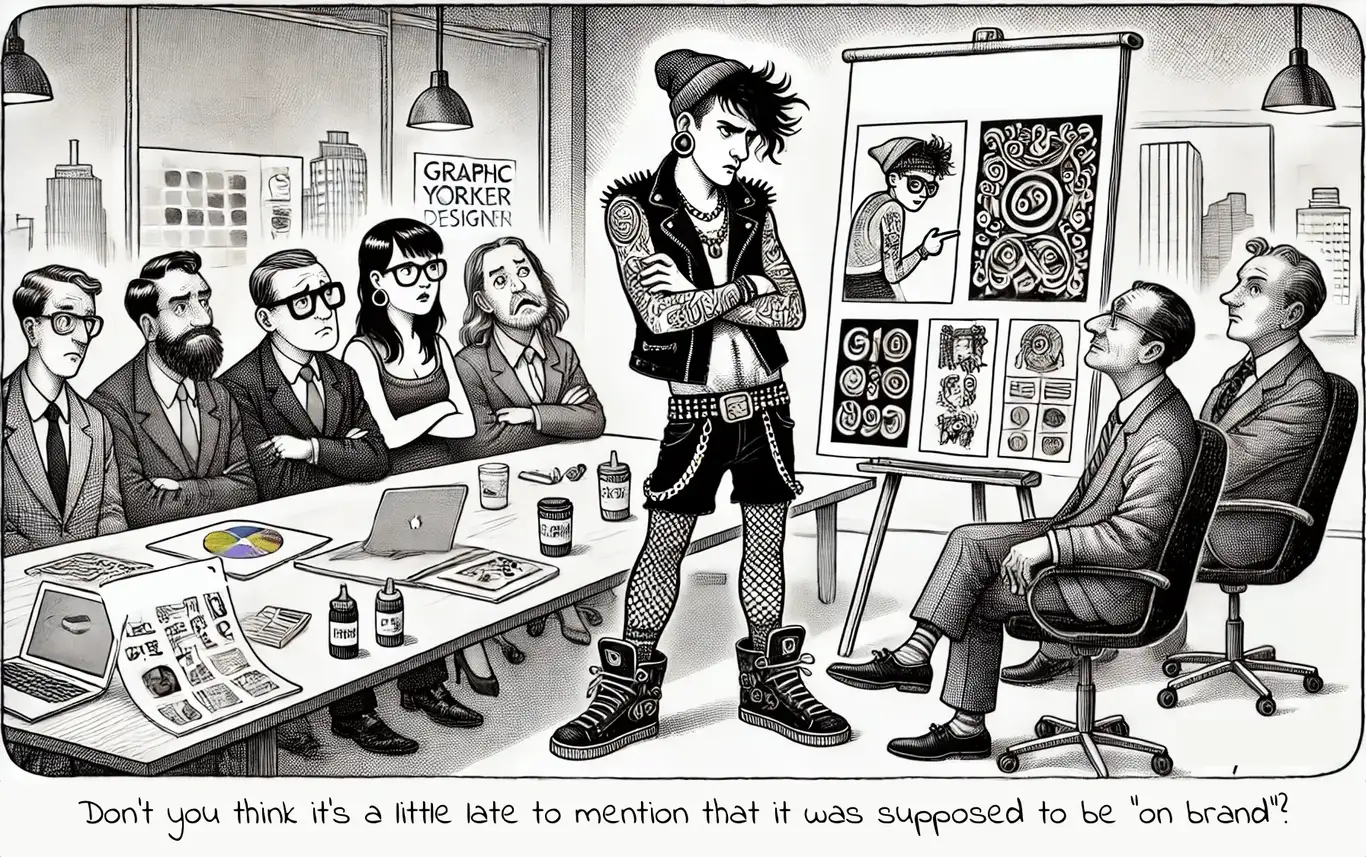 GRAPHC
YORKER
DESIGNER
Don't you think it's a little late to mention that it was supposed to be "on brand"?